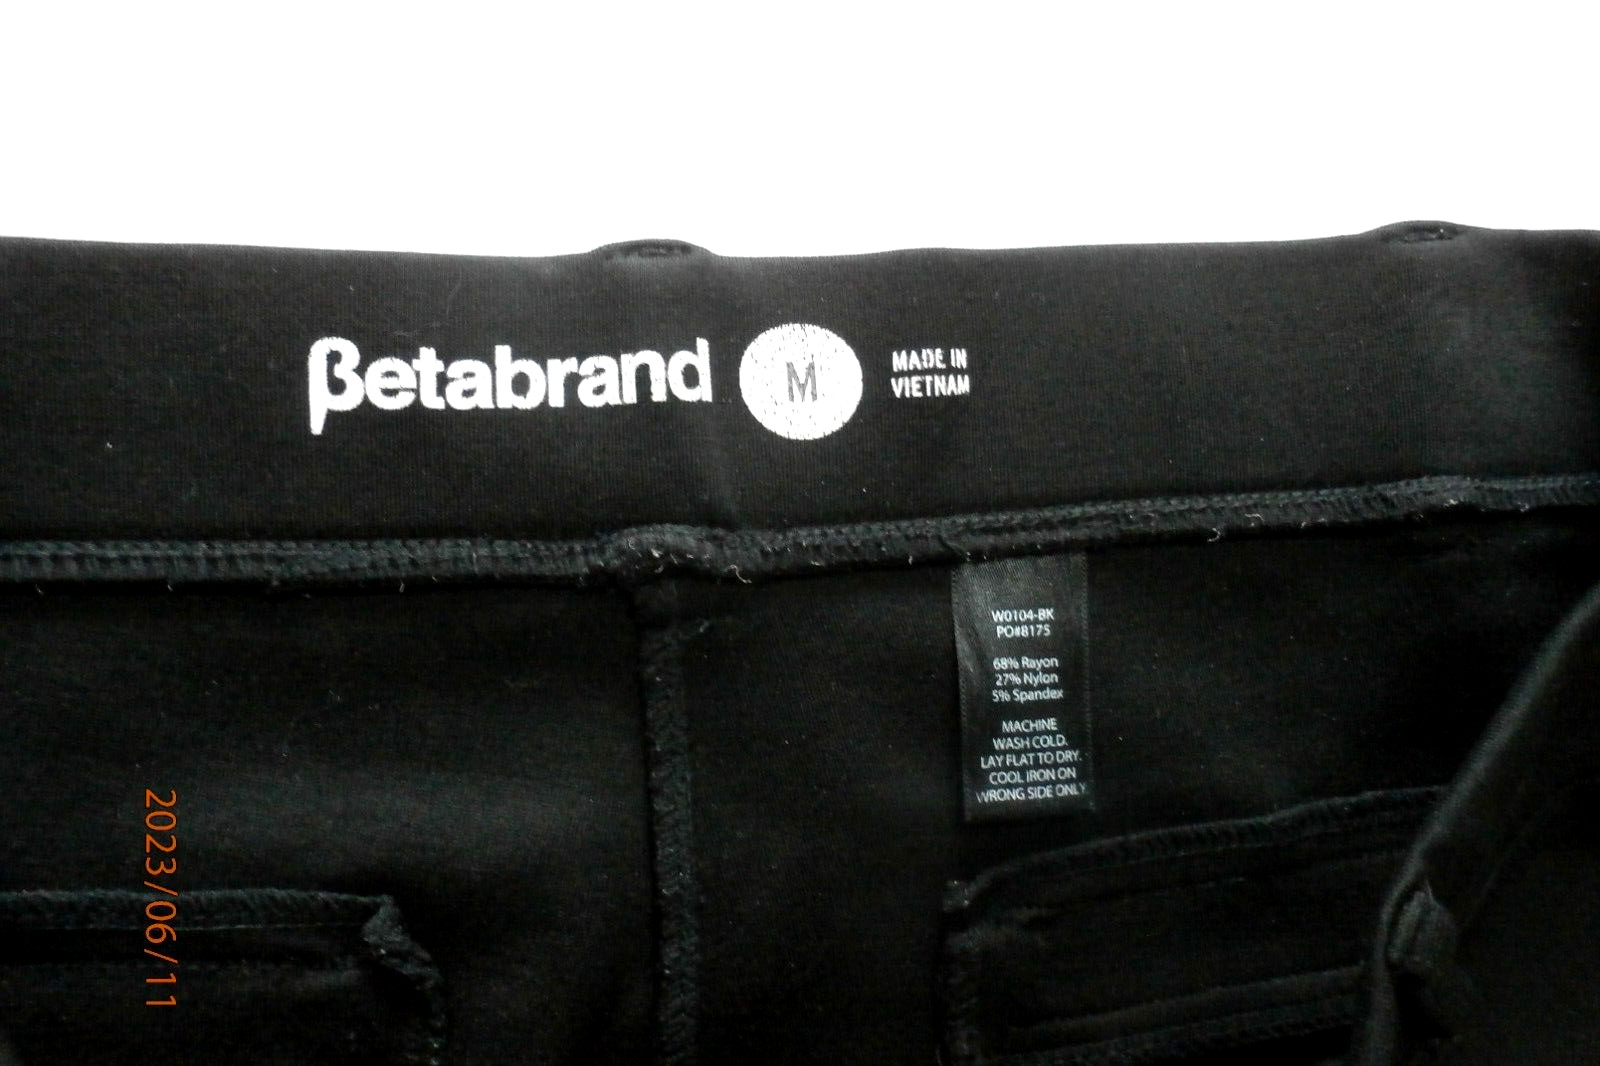 βetabrand
M
MADE IN
VIETNAM
W0104-BK
PO#8175
68% Rayon
27% Nylon
5% Spandex
MACHINE
WASH COLD.
LAY FLAT TO DRY.
COOL IRON ON
WRONG SIDE ONLY
2023/06/11